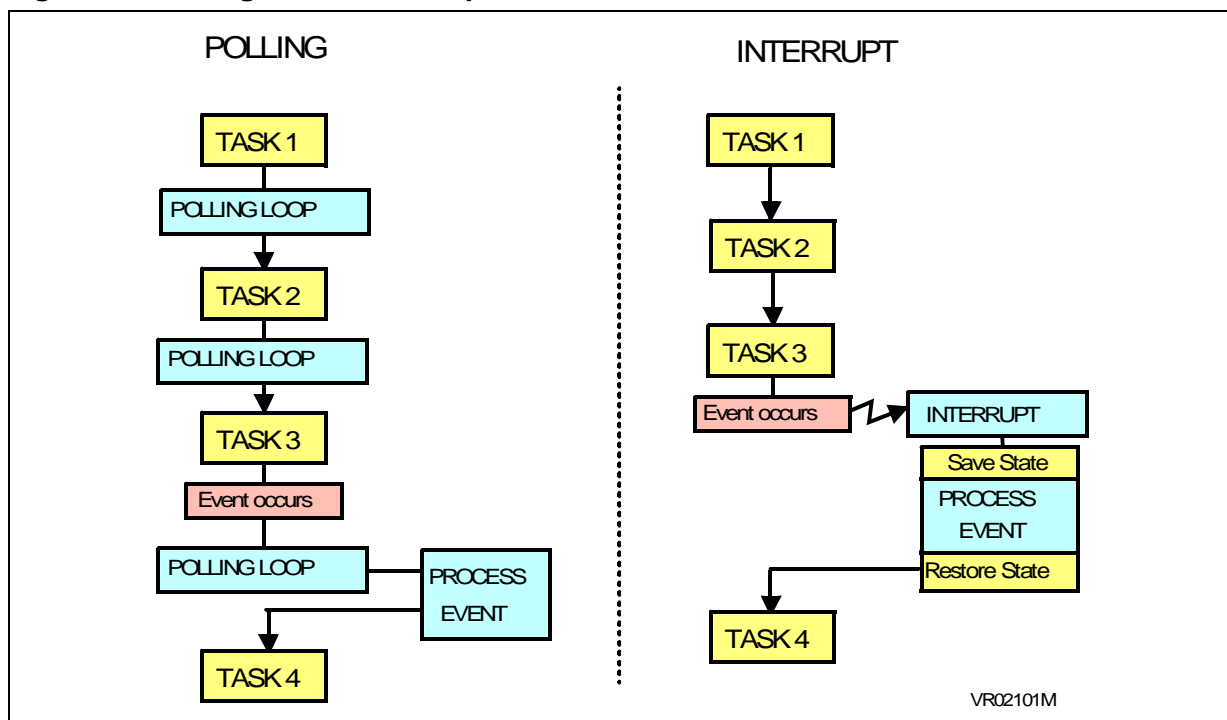 POLLING
TASK 1
POLLING LOOP
TASK 2
POLLING LOOP
TASK 3
Event occurs
POLLING LOOP
PROCESS
EVENT
TASK 4
INTERRUPT
TASK 1
TASK 2
TASK 3
Event occurs
INTERRUPT
Save State
PROCESS
EVENT
Restore State
TASK 4
VR02101M